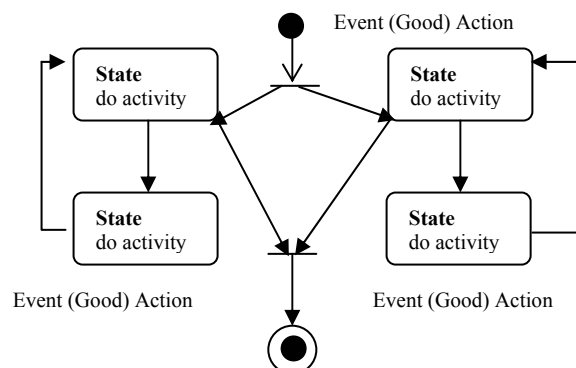 Event (Good) Action
State
do activity
State
do activity
State
do activity
State
do activity
Event (Good) Action
Event (Good) Action